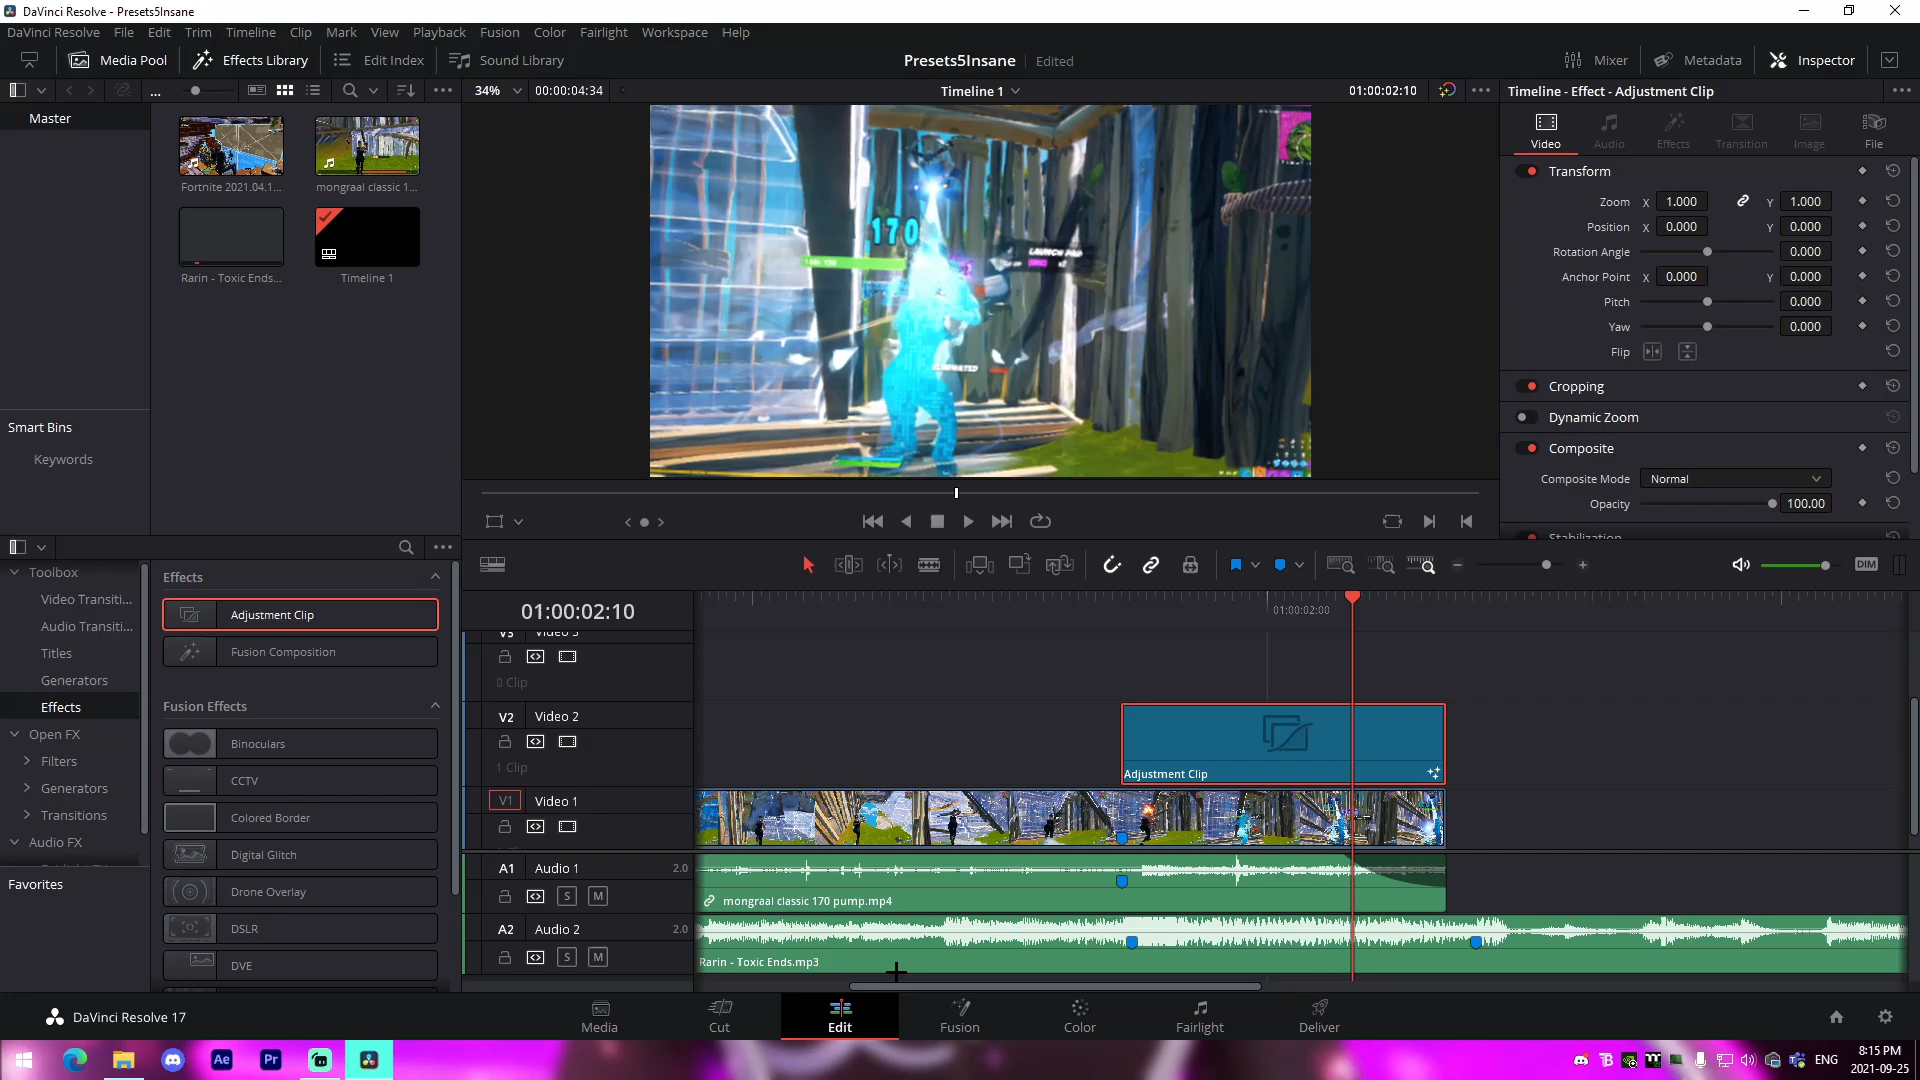 DaVinci Resolve - Presets5Insane
DaVinci Resolve File Edit Trim Timeline Clip Mark View Playback Fusion Color Fairlight Workspace Help
Media Pool Effects Library Edit Index Sound Library Presets5Insane Edited Mixer Metadata Inspector
... 34% 00:00:04:34 Timeline 1 01:00:02:10 Timeline - Effect - Adjustment Clip
Master
Fortnite 2021.04.1... mongraal classic 1...
Rarin - Toxic Ends... Timeline 1
Smart Bins
Keywords
170
LAUNCH PAD
Video Audio Effects Transition Image File
Transform
Zoom X 1.000 Y 1.000
Position X 0.000 Y 0.000
Rotation Angle 0.000
Anchor Point X 0.000 Y 0.000
Pitch 0.000
Yaw 0.000
Flip
Cropping
Dynamic Zoom
Composite
Composite Mode Normal
Opacity 100.00
Stabilization
Toolbox
Video Transiti...
Audio Transiti...
Titles
Generators
Effects
Open FX
Filters
Generators
Transitions
Audio FX
Favorites
Effects
Adjustment Clip
Fusion Composition
Fusion Effects
Binoculars
CCTV
Colored Border
Digital Glitch
Drone Overlay
DSLR
DVE
DIM
01:00:02:10 01:00:02:00
V3 Video 3
0 Clip
V2 Video 2
1 Clip
Adjustment Clip
V1 Video 1
A1 Audio 1 2.0
S M
mongraal classic 170 pump.mp4
A2 Audio 2 2.0
S M
Rarin - Toxic Ends.mp3
DaVinci Resolve 17
Media Cut Edit Fusion Color Fairlight Deliver
Ae Pr
ENG
8:15 PM
2021-09-25